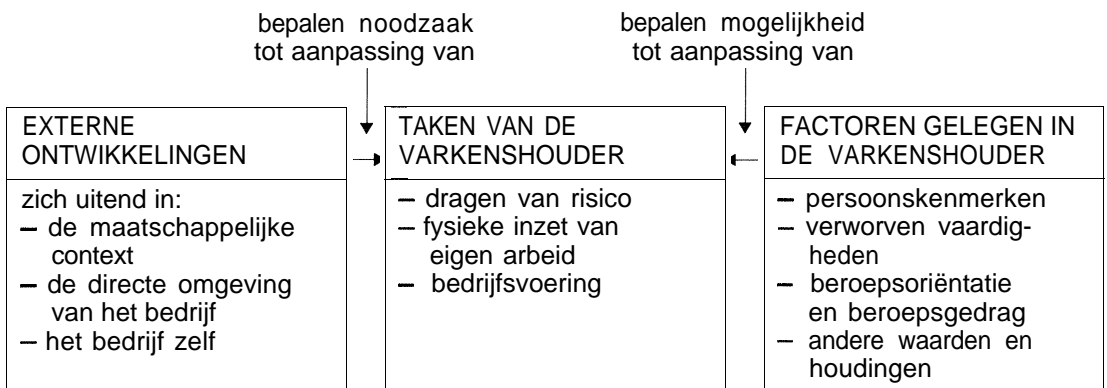 bepalen noodzaak
tot aanpassing van
bepalen mogelijkheid
tot aanpassing van
EXTERNE
ONTWIKKELINGEN
zich uitend in:
– de maatschappelijke
context
– de directe omgeving
van het bedrijf
– het bedrijf zelf
TAKEN VAN DE
VARKENSHOUDER
– dragen van risico
– fysieke inzet van
eigen arbeid
– bedrijfsvoering
FACTOREN GELEGEN IN
DE VARKENSHOUDER
– persoonskenmerken
– verworven vaardig-
heden
– beroepsoriëntatie
en beroepsgedrag
– andere waarden en
houdingen